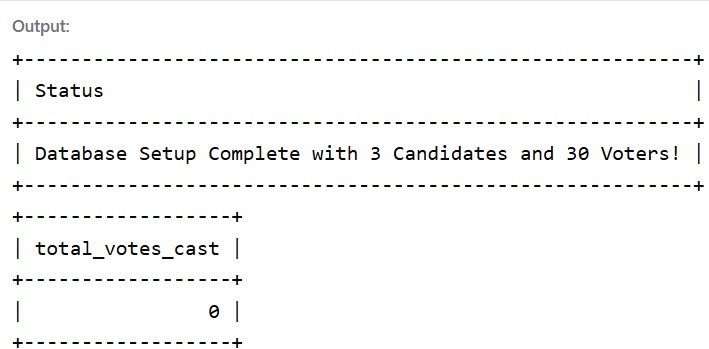 Output:
+----------------------------------------------------------+
| Status                                                   |
+----------------------------------------------------------+
| Database Setup Complete with 3 Candidates and 30 Voters! |
+----------------------------------------------------------+
+------------------+
| total_votes_cast |
+------------------+
|                0 |
+------------------+